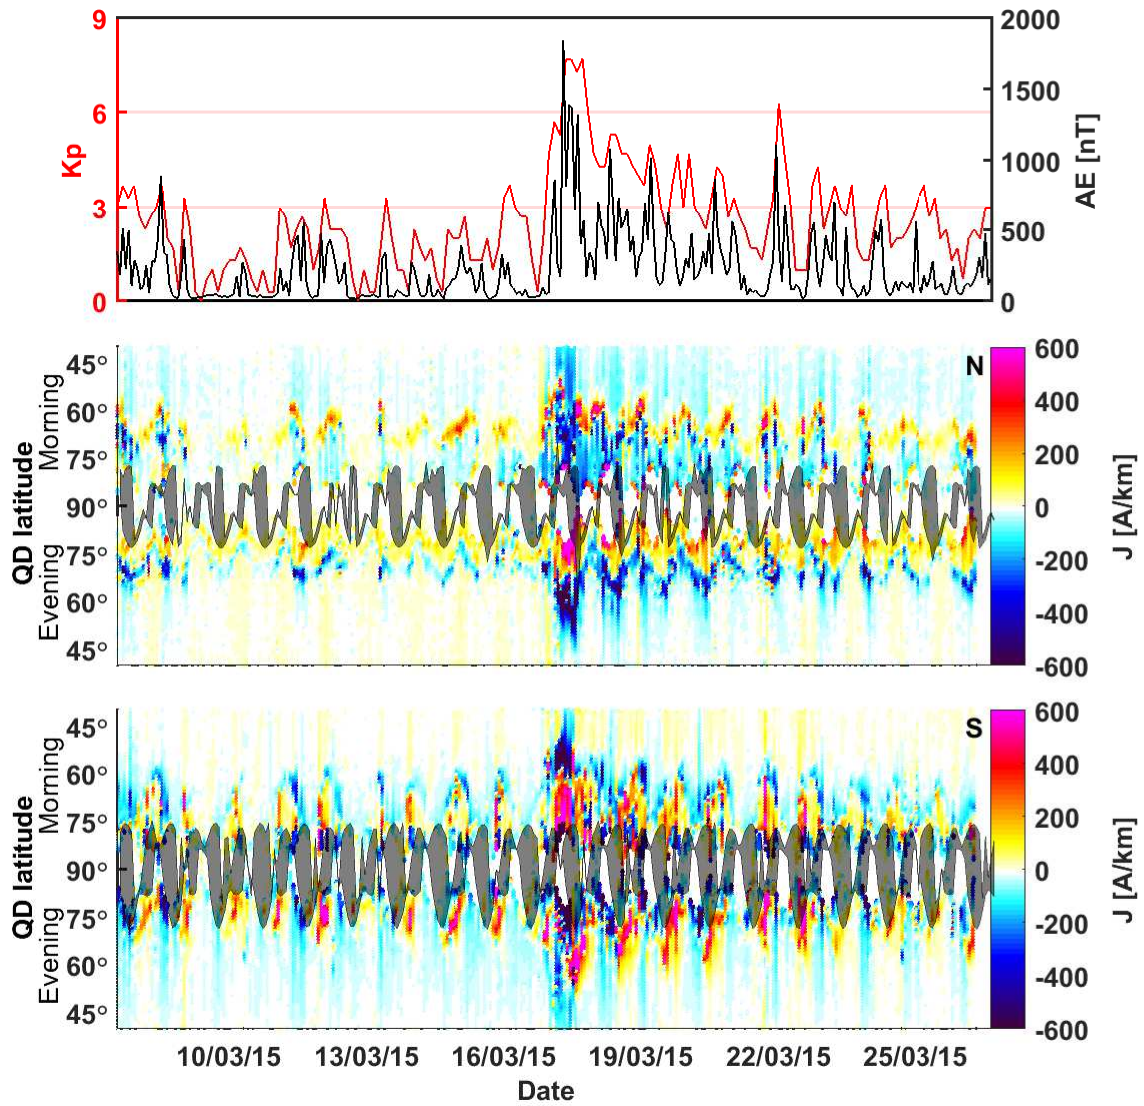 9
6
3
0
Kp
2000
1500
1000
500
0
AE [nT]
N
45°
60°
75°
90°
75°
60°
45°
QD latitude
Morning
Evening
600
400
200
0
-200
-400
-600
J [A/km]
S
45°
60°
75°
90°
75°
60°
45°
QD latitude
Morning
Evening
600
400
200
0
-200
-400
-600
J [A/km]
10/03/15 13/03/15 16/03/15 19/03/15 22/03/15 25/03/15
Date